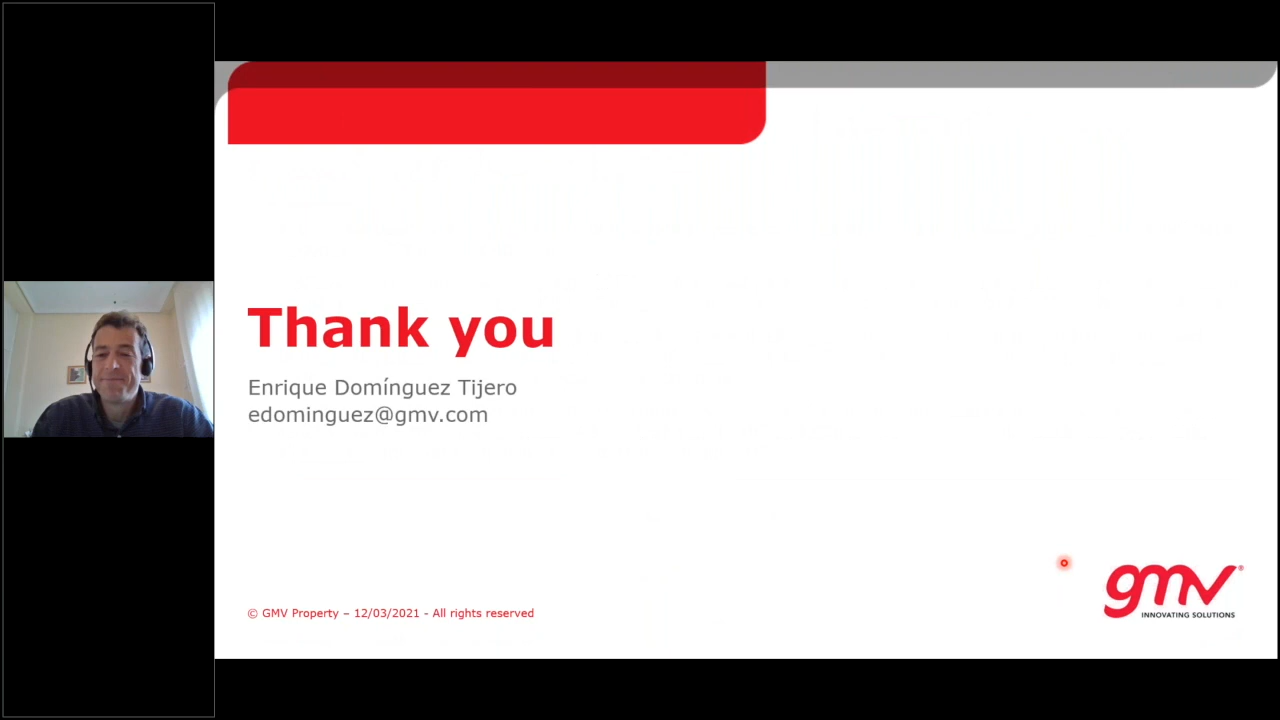 Thank you
Enrique Domínguez Tijero
edominguez@gmv.com
© GMV Property – 12/03/2021 - All rights reserved
gmv®
INNOVATING SOLUTIONS